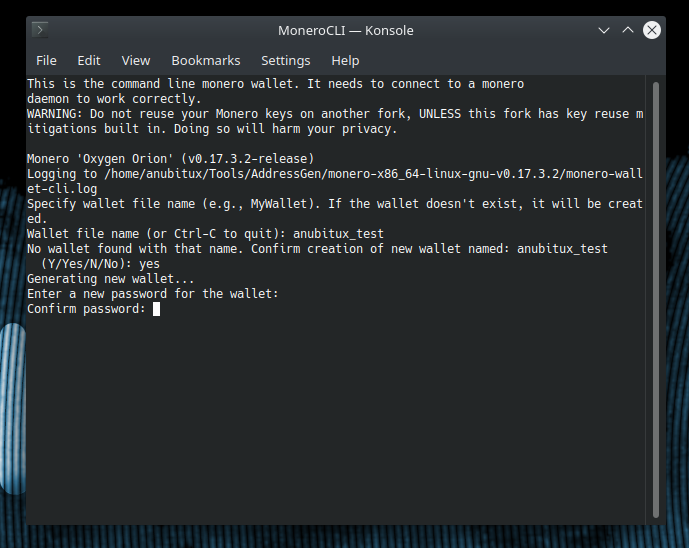 MoneroCLI — Konsole
File Edit View Bookmarks Settings Help
This is the command line monero wallet. It needs to connect to a monero
daemon to work correctly.
WARNING: Do not reuse your Monero keys on another fork, UNLESS this fork has key reuse m
itigations built in. Doing so will harm your privacy.
Monero 'Oxygen Orion' (v0.17.3.2-release)
Logging to /home/anubitux/Tools/AddressGen/monero-x86_64-linux-gnu-v0.17.3.2/monero-wall
et-cli.log
Specify wallet file name (e.g., MyWallet). If the wallet doesn't exist, it will be creat
ed.
Wallet file name (or Ctrl-C to quit): anubitux_test
No wallet found with that name. Confirm creation of new wallet named: anubitux_test
(Y/Yes/N/No): yes
Generating new wallet...
Enter a new password for the wallet:
Confirm password: